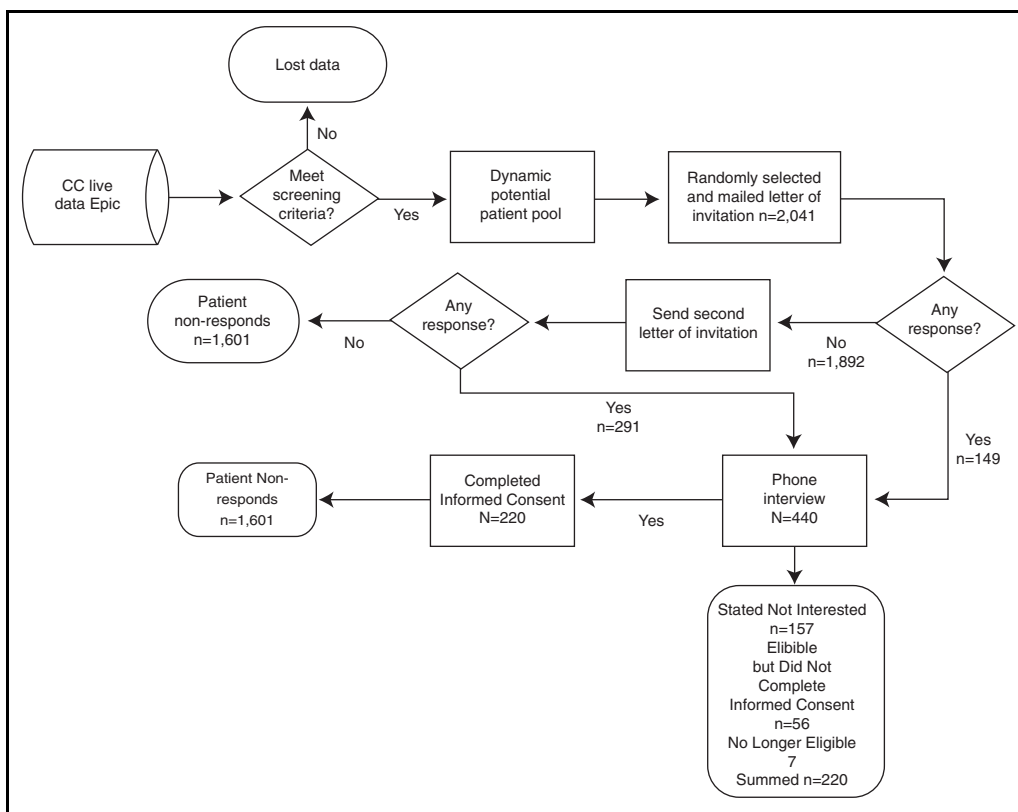 Lost data
No
CC live
data Epic
Meet
screening
criteria?
Yes
Dynamic
potential
patient pool
Randomly selected
and mailed letter of
invitation n=2,041
Patient
non-responds
n=1,601
No
Any
response?
Send second
letter of invitation
No
n=1,892
Any
response?
Yes
n=291
Yes
n=149
Patient Non-
responds
n=1,601
Completed
Informed Consent
N=220
Yes
Phone
interview
N=440
Stated Not Interested
n=157
Elibible
but Did Not
Complete
Informed Consent
n=56
No Longer Eligible
7
Summed n=220